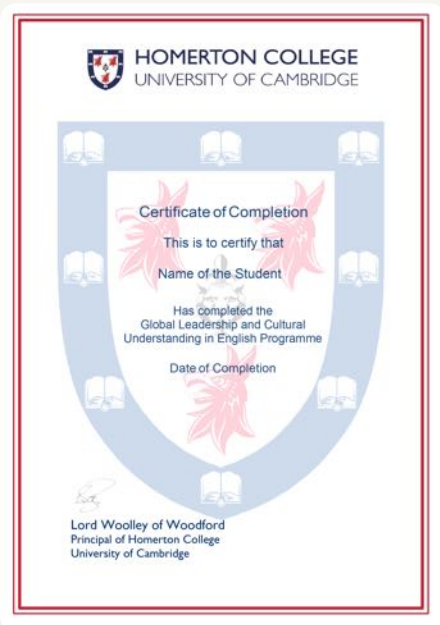 HOMERTON COLLEGE
UNIVERSITY OF CAMBRIDGE
Certificate of Completion
This is to certify that
Name of the Student
Has completed the
Global Leadership and Cultural
Understanding in English Programme
Date of Completion
Lord Woolley of Woodford
Principal of Homerton College
University of Cambridge